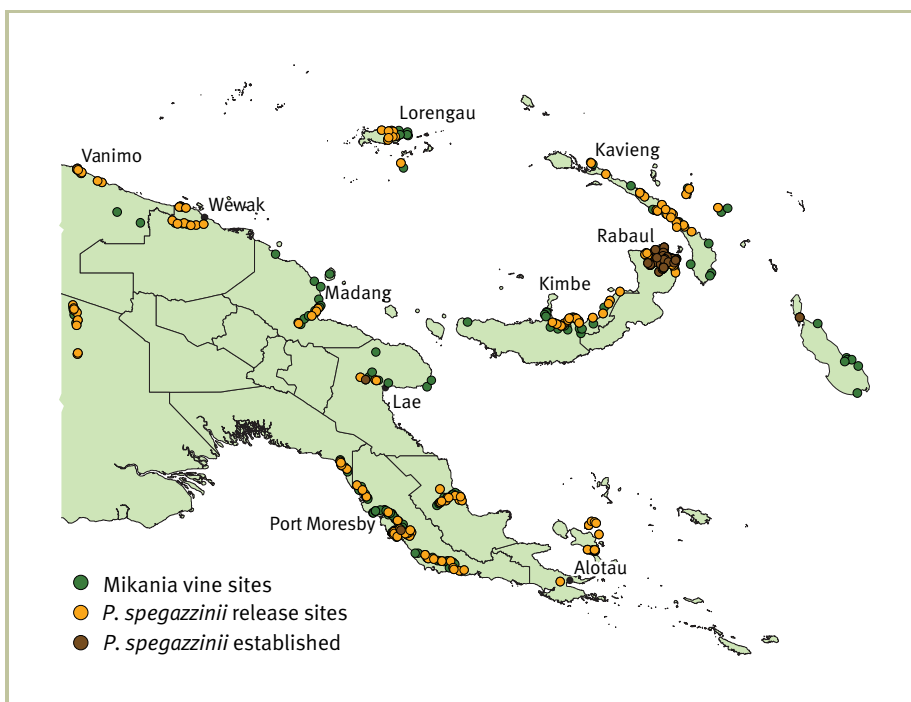 Lorengau
Vanimo
Kavieng
Wewak
Rabaul
Kimbe
Madang
Lae
Port Moresby
Alotau
Mikania vine sites
P. spegazzinii release sites
P. spegazzinii established